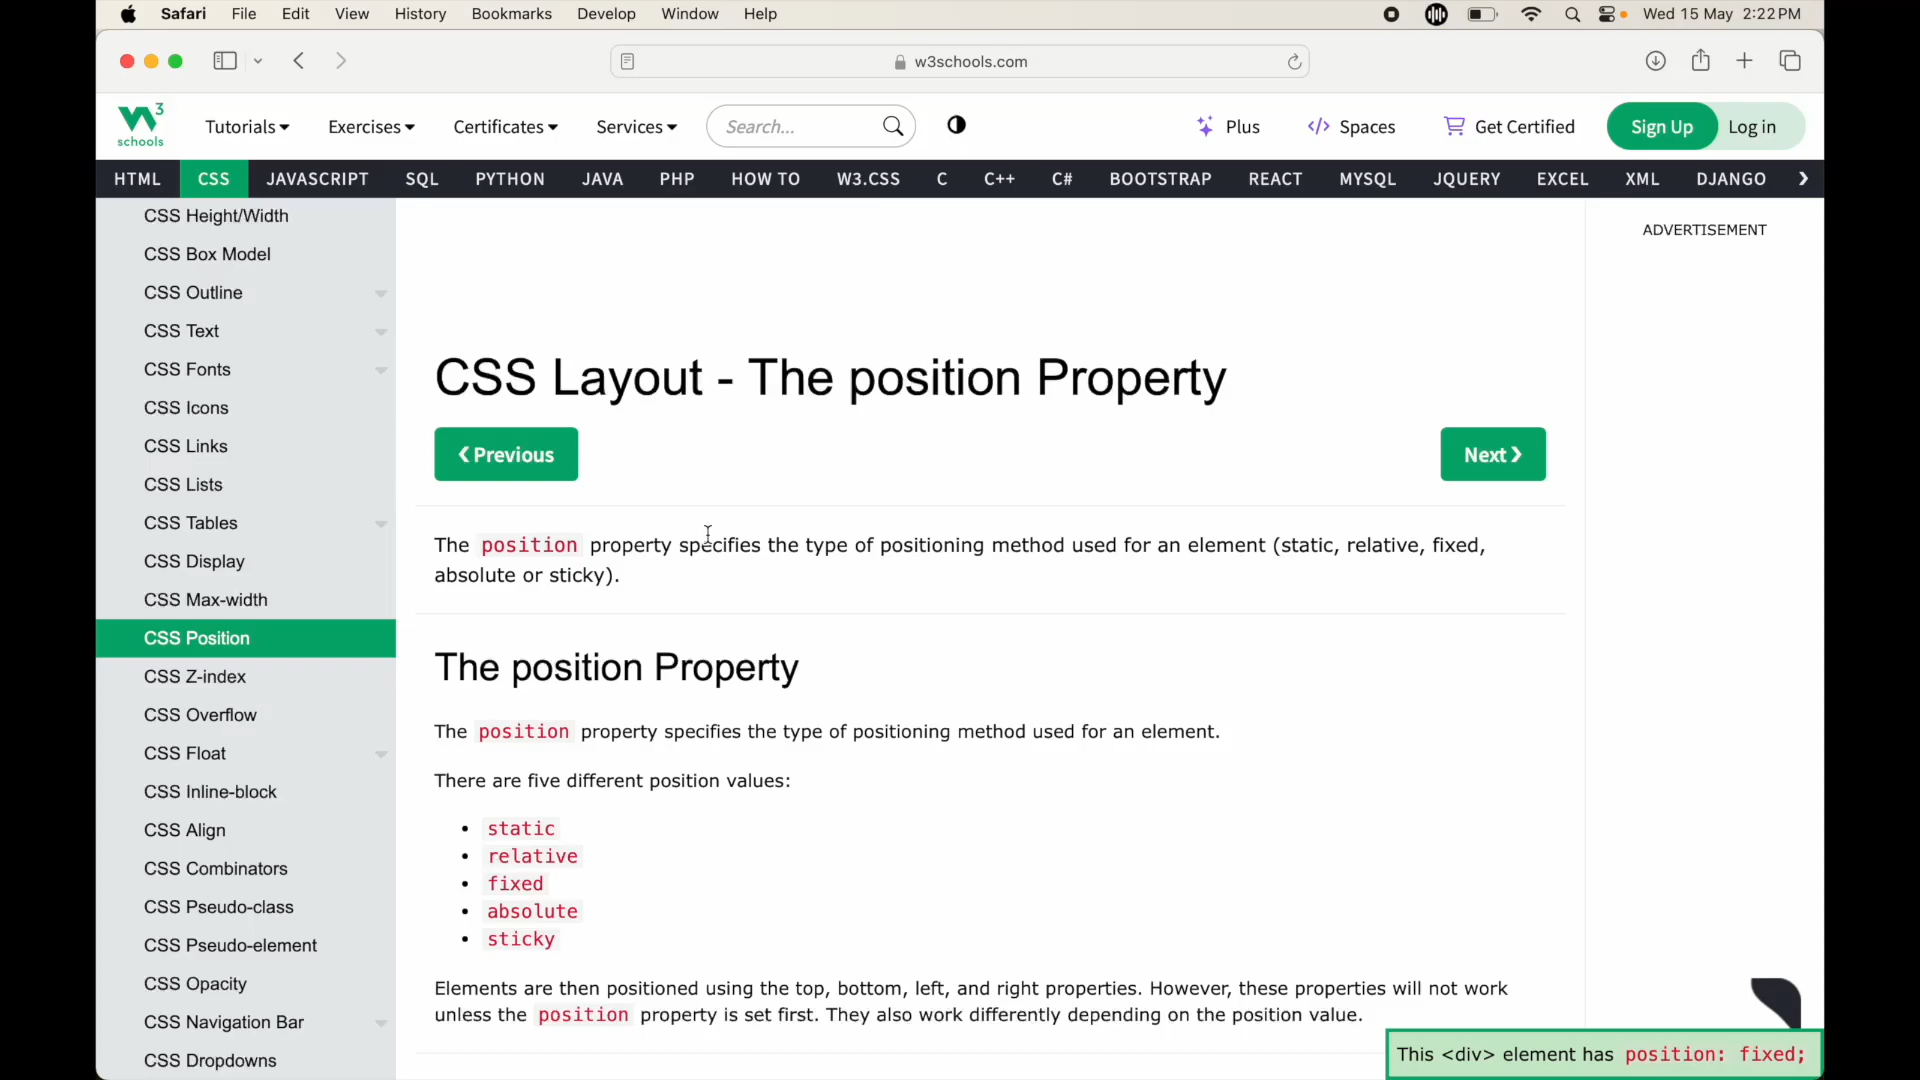 Safari File Edit View History Bookmarks Develop Window Help Wed 15 May 2:22 PM
w3schools.com
W3 schools Tutorials Exercises Certificates Services Search... Plus </> Spaces Get Certified Sign Up Log in
HTML CSS JAVASCRIPT SQL PYTHON JAVA PHP HOW TO W3.CSS C C++ C# BOOTSTRAP REACT MYSQL JQUERY EXCEL XML DJANGO ❯
CSS Height/Width
CSS Box Model
CSS Outline
CSS Text
CSS Fonts
CSS Icons
CSS Links
CSS Lists
CSS Tables
CSS Display
CSS Max-width
CSS Position
CSS Z-index
CSS Overflow
CSS Float
CSS Inline-block
CSS Align
CSS Combinators
CSS Pseudo-class
CSS Pseudo-element
CSS Opacity
CSS Navigation Bar
CSS Dropdowns
ADVERTISEMENT
CSS Layout - The position Property
❮ Previous
Next ❯
The position property specifies the type of positioning method used for an element (static, relative, fixed,
absolute or sticky).
The position Property
The position property specifies the type of positioning method used for an element.
There are five different position values:
• static
• relative
• fixed
• absolute
• sticky
Elements are then positioned using the top, bottom, left, and right properties. However, these properties will not work
unless the position property is set first. They also work differently depending on the position value.
This <div> element has position: fixed;